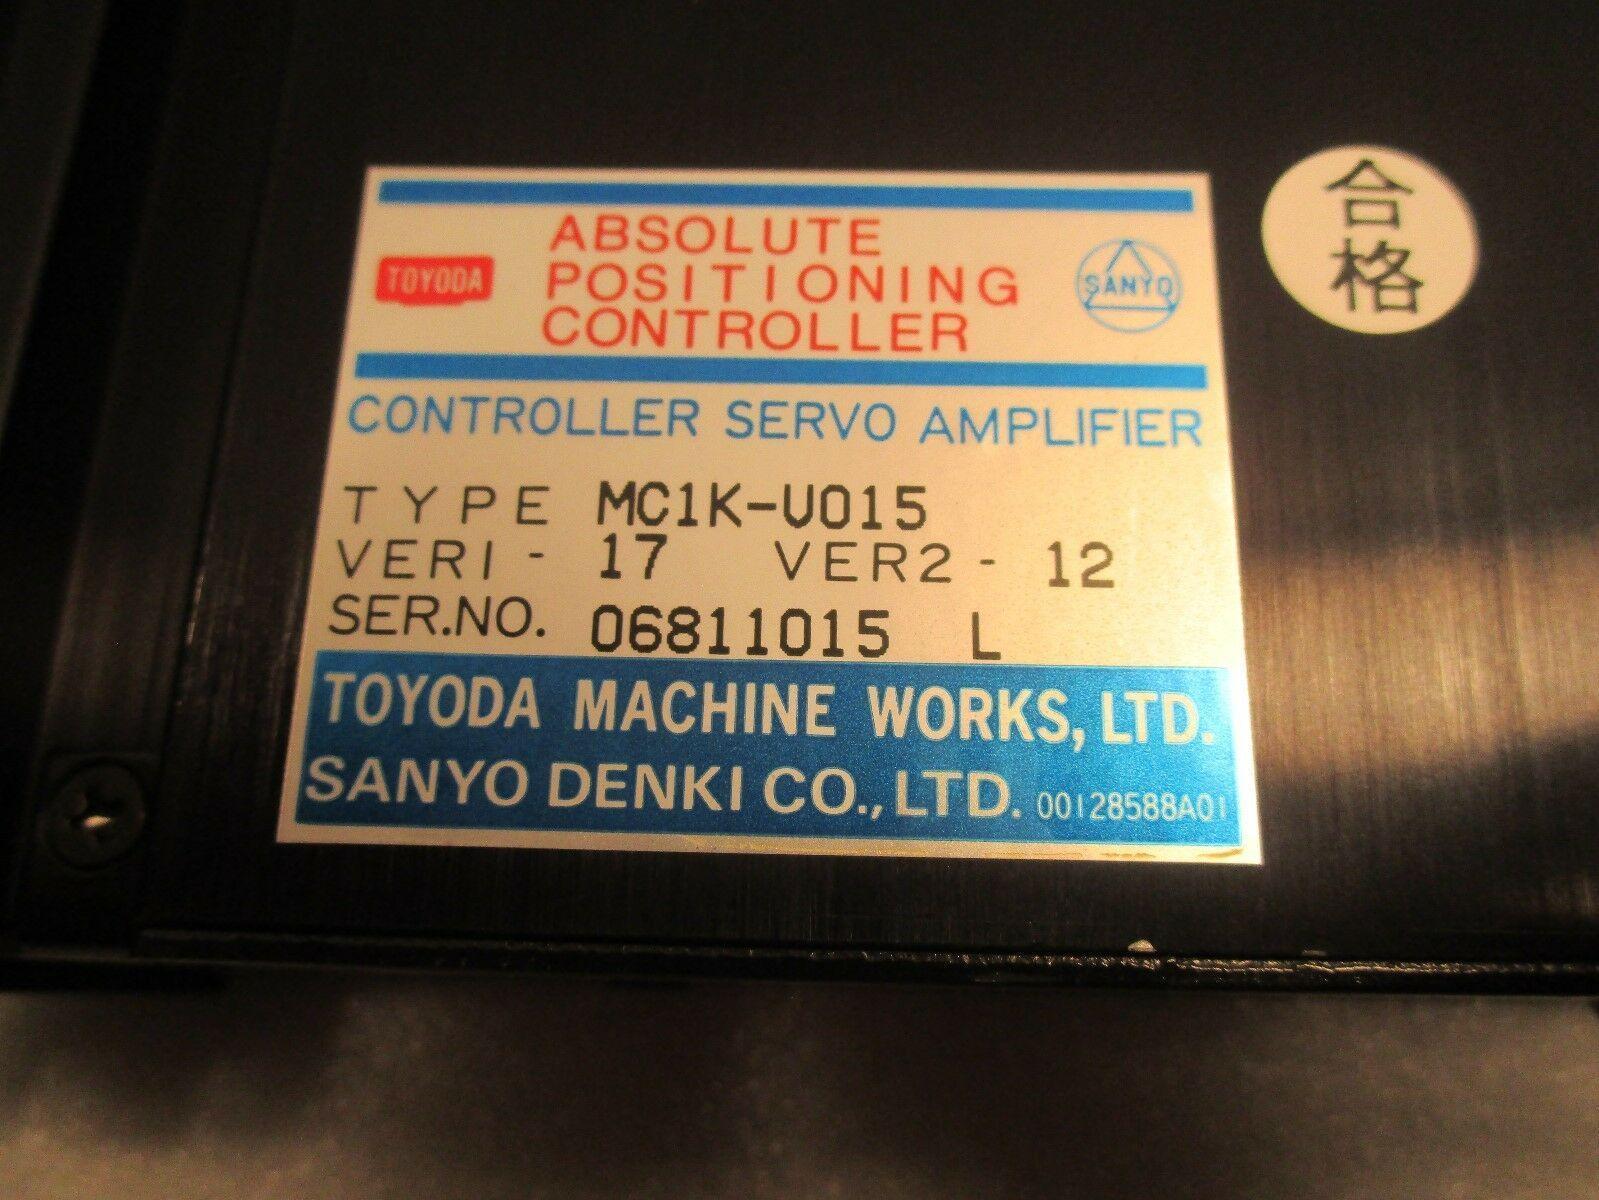 ABSOLUTE
TOYODA POSITIONING SANYO
CONTROLLER
CONTROLLER SERVO AMPLIFIER
TYPE MC1K-V015
VER1 - 17 VER2 - 12
SER.NO. 06811015 L
TOYODA MACHINE WORKS, LTD.
SANYO DENKI CO., LTD. 00128588A01
合
格